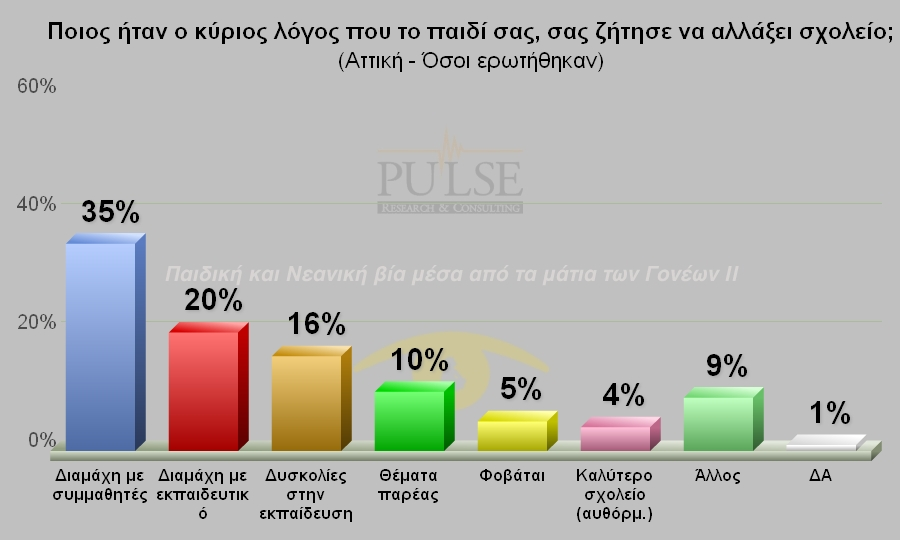 Ποιος ήταν ο κύριος λόγος που το παιδί σας, σας ζήτησε να αλλάξει σχολείο;
(Αττική - Όσοι ερωτήθηκαν)
60%
PULSE
RESEARCH & CONSULTING
40%
35%
Παιδική και Νεανική βία μέσα από τα μάτια των Γονέων ΙΙ
20%
20%
16%
10%
5%
4%
9%
1%
0%
Διαμάχη με
συμμαθητές
Διαμάχη με
εκπαιδευτικ
ό
Δυσκολίες
στην
εκπαίδευση
Θέματα
παρέας
Φοβάται
Καλύτερο
σχολείο
(αυθόρμ.)
Άλλος
ΔΑ